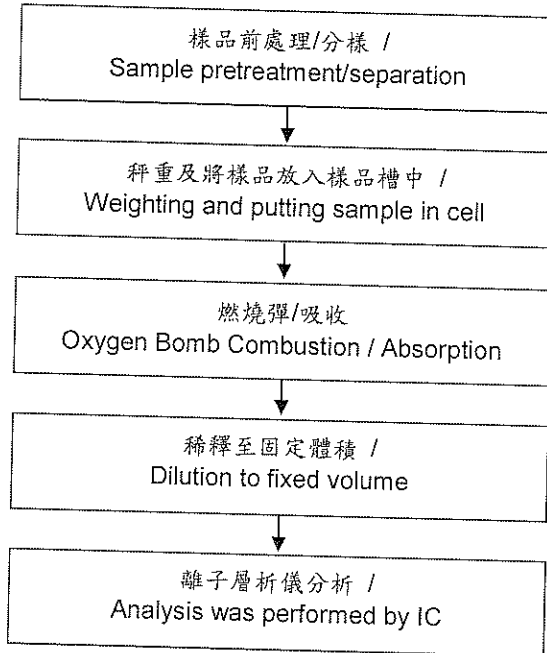 樣品前處理/分樣 /
Sample pretreatment/separation
秤重及將樣品放入樣品槽中 /
Weighting and putting sample in cell
燃燒彈/吸收
Oxygen Bomb Combustion / Absorption
稀釋至固定體積 /
Dilution to fixed volume
離子層析儀分析 /
Analysis was performed by IC